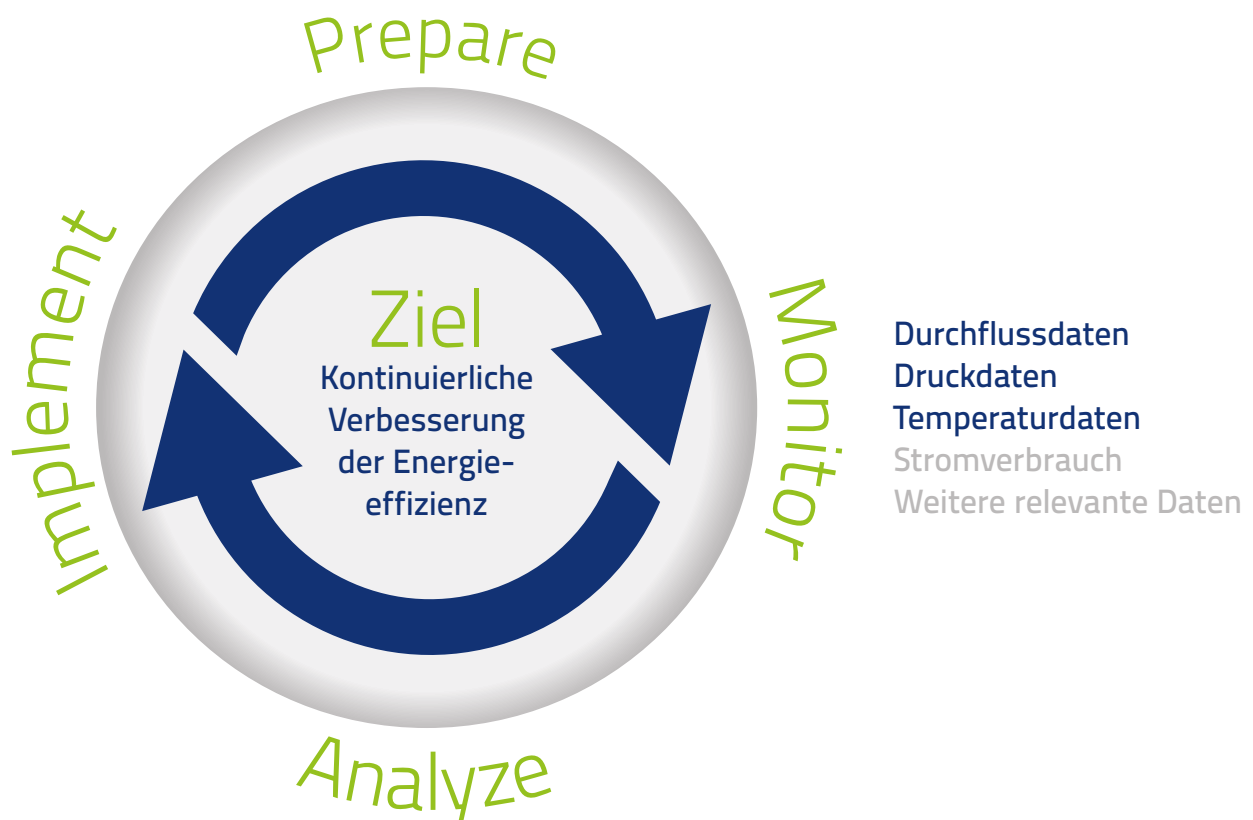 Prepare
Implement
Ziel
Kontinuierliche
Verbesserung
der Energie-
effizienz
Monitor
Durchflussdaten
Druckdaten
Temperaturdaten
Stromverbrauch
Weitere relevante Daten
Analyze